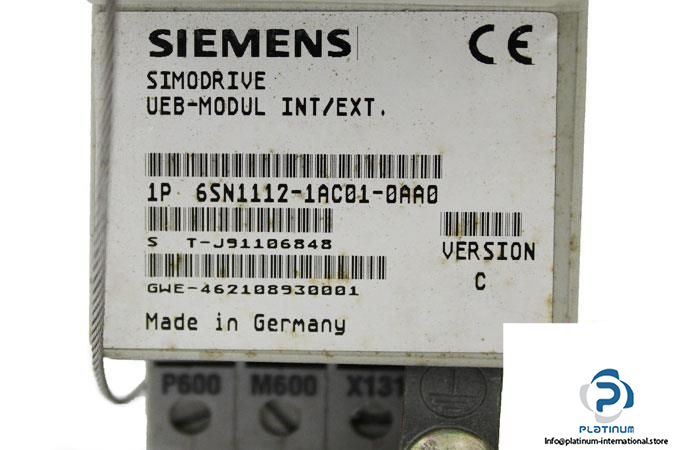 SIEMENS CE
SIMODRIVE
UEB-MODUL INT/EXT.
1P 6SN1112-1AC01-0AA0
S T-J91106848
VERSION
GWE-462108930001
C
Made in Germany
P600 M600 X131
PLATINUM
Info@platinum-international.store